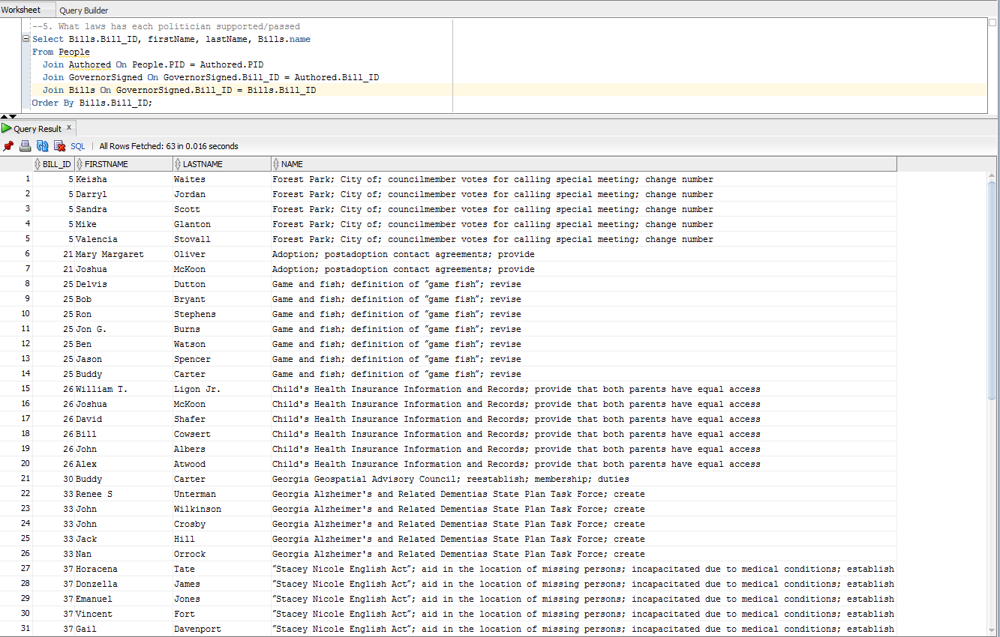 Worksheet Query Builder
--5. What laws has each politician supported/passed
Select Bills.Bill_ID, firstName, lastName, Bills.name
From People
Join Authored On People.PID = Authored.PID
Join GovernorSigned On GovernorSigned.Bill_ID = Authored.Bill_ID
Join Bills On GovernorSigned.Bill_ID = Bills.Bill_ID
Order By Bills.Bill_ID;
Query Result x
SQL | All Rows Fetched: 63 in 0.016 seconds
BILL_ID FIRSTNAME LASTNAME NAME
1 5 Keisha Waites Forest Park; City of; councilmember votes for calling special meeting; change number
2 5 Darryl Jordan Forest Park; City of; councilmember votes for calling special meeting; change number
3 5 Sandra Scott Forest Park; City of; councilmember votes for calling special meeting; change number
4 5 Mike Glanton Forest Park; City of; councilmember votes for calling special meeting; change number
5 5 Valencia Stovall Forest Park; City of; councilmember votes for calling special meeting; change number
6 21 Mary Margaret Oliver Adoption; postadoption contact agreements; provide
7 21 Joshua McKoon Adoption; postadoption contact agreements; provide
8 25 Delvis Dutton Game and fish; definition of "game fish"; revise
9 25 Bob Bryant Game and fish; definition of "game fish"; revise
10 25 Ron Stephens Game and fish; definition of "game fish"; revise
11 25 Jon G. Burns Game and fish; definition of "game fish"; revise
12 25 Ben Watson Game and fish; definition of "game fish"; revise
13 25 Jason Spencer Game and fish; definition of "game fish"; revise
14 25 Buddy Carter Game and fish; definition of "game fish"; revise
15 26 William T. Ligon Jr. Child's Health Insurance Information and Records; provide that both parents have equal access
16 26 Joshua McKoon Child's Health Insurance Information and Records; provide that both parents have equal access
17 26 David Shafer Child's Health Insurance Information and Records; provide that both parents have equal access
18 26 Bill Cowsert Child's Health Insurance Information and Records; provide that both parents have equal access
19 26 John Albers Child's Health Insurance Information and Records; provide that both parents have equal access
20 26 Alex Atwood Child's Health Insurance Information and Records; provide that both parents have equal access
21 30 Buddy Carter Georgia Geospatial Advisory Council; reestablish; membership; duties
22 33 Renee S Unterman Georgia Alzheimer's and Related Dementias State Plan Task Force; create
23 33 John Wilkinson Georgia Alzheimer's and Related Dementias State Plan Task Force; create
24 33 John Crosby Georgia Alzheimer's and Related Dementias State Plan Task Force; create
25 33 Jack Hill Georgia Alzheimer's and Related Dementias State Plan Task Force; create
26 33 Nan Orrock Georgia Alzheimer's and Related Dementias State Plan Task Force; create
27 37 Horacena Tate "Stacey Nicole English Act"; aid in the location of missing persons; incapacitated due to medical conditions; establish
28 37 Donzella James "Stacey Nicole English Act"; aid in the location of missing persons; incapacitated due to medical conditions; establish
29 37 Emanuel Jones "Stacey Nicole English Act"; aid in the location of missing persons; incapacitated due to medical conditions; establish
30 37 Vincent Fort "Stacey Nicole English Act"; aid in the location of missing persons; incapacitated due to medical conditions; establish
31 37 Gail Davenport "Stacey Nicole English Act"; aid in the location of missing persons; incapacitated due to medical conditions; establish